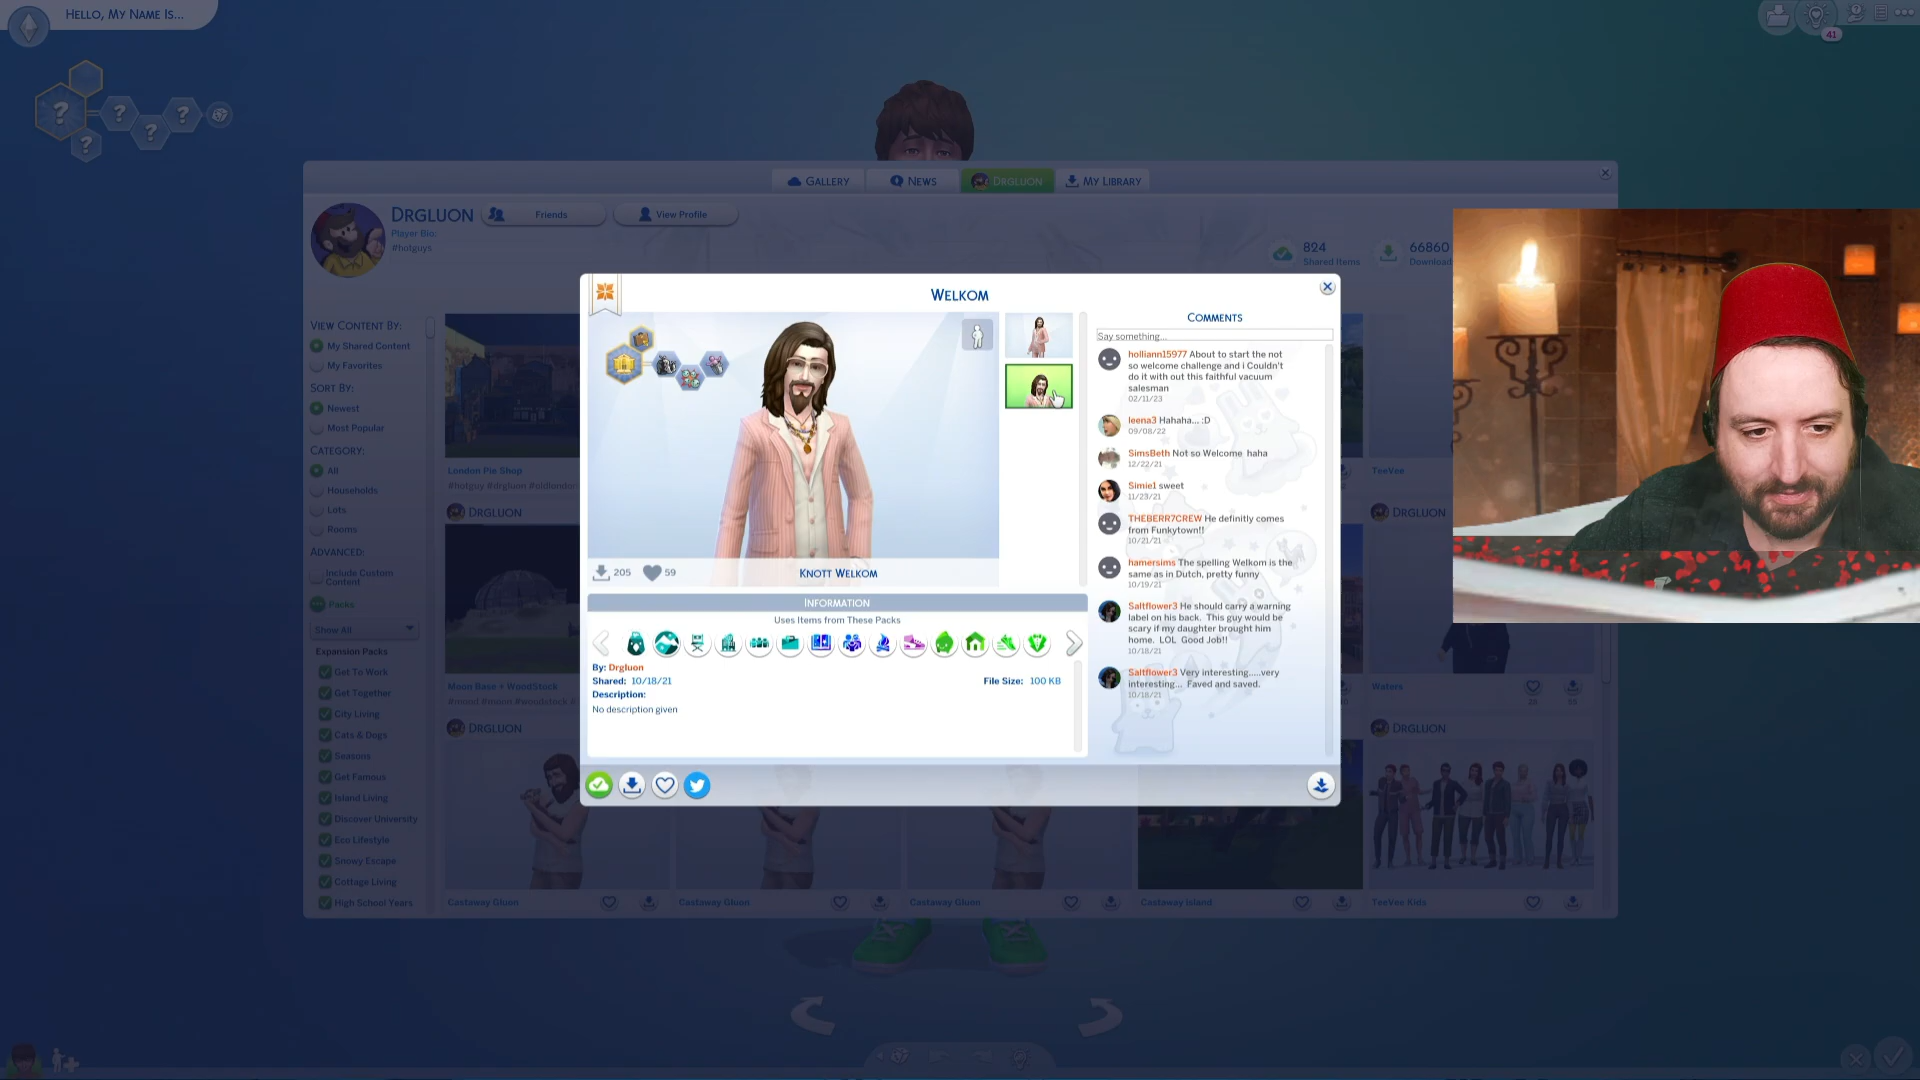 Hello, My Name Is...
41
Gallery
News
Drgluon
My Library
Drgluon
Friends
View Profile
Player Bio:
#hotguys
824
Shared Items
66860
View Content By:
My Shared Content
My Favorites
Sort By:
Newest
Most Popular
Category:
All
Households
Lots
Rooms
Advanced:
Include Custom
Content
Packs
Show All
Expansion Packs
Get To Work
Get Together
City Living
Cats & Dogs
Seasons
Get Famous
Island Living
Discover University
Eco Lifestyle
Snowy Escape
Cottage Living
High School Years
London Pie Shop
Drgluon
Moon Base = WoodStock
Drgluon
Castaway Gluon
Castaway Gluon
Castaway Gluon
Castaway Island
TeeVee
Drgluon
Waters
Drgluon
TeeVee Kids
Welkom
205
59
Knott Welkom
Information
Uses Items from These Packs
By: Drgluon
Shared: 10/18/21
File Size: 100 KB
Description:
No description given
Comments
Say something...
holliann15977 About to start the not
so welcome challenge and i Couldn't
do it with out this faithful vacuum
salesman
02/11/23
leena3 Hahaha... :D
09/08/22
SimsBeth Not so Welcome haha
12/22/21
Simie1 sweet
11/23/21
THEBERR7CREW He definitly comes
from Funkytown!!
10/21/21
hamersims The spelling Welkom is the
same as in Dutch, pretty funny
10/19/21
Saltflower3 He should carry a warning
label on his back. This guy would be
scary if my daughter brought him
home. LOL Good Job!!
10/18/21
Saltflower3 Very interesting.....very
interesting... Faved and saved.
10/18/21